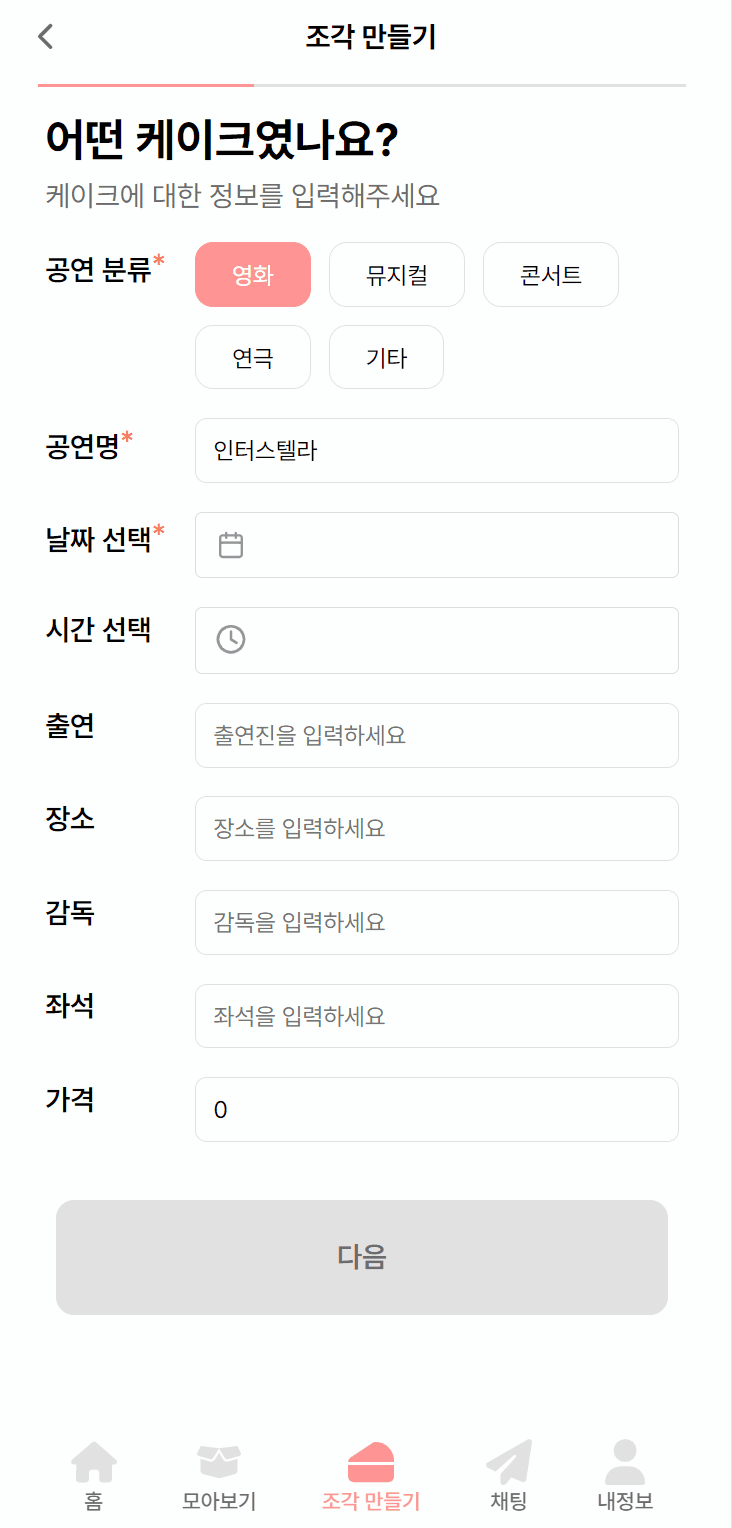 조각 만들기
어떤 케이크였나요?
케이크에 대한 정보를 입력해주세요
공연 분류* 영화 뮤지컬 콘서트
연극 기타
공연명* 인터스텔라
날짜 선택*
시간 선택
출연 출연진을 입력하세요
장소 장소를 입력하세요
감독 감독을 입력하세요
좌석 좌석을 입력하세요
가격 0
다음
홈 모아보기 조각 만들기 채팅 내정보